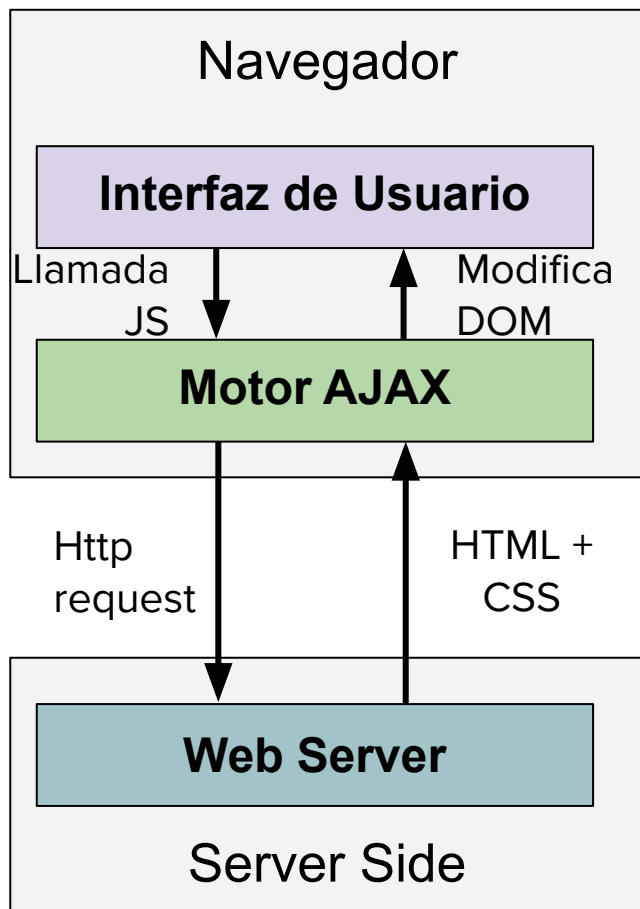 Navegador
Interfaz de Usuario
Llamada
JS
Modifica
DOM
Motor AJAX
Http
request
HTML +
CSS
Web Server
Server Side